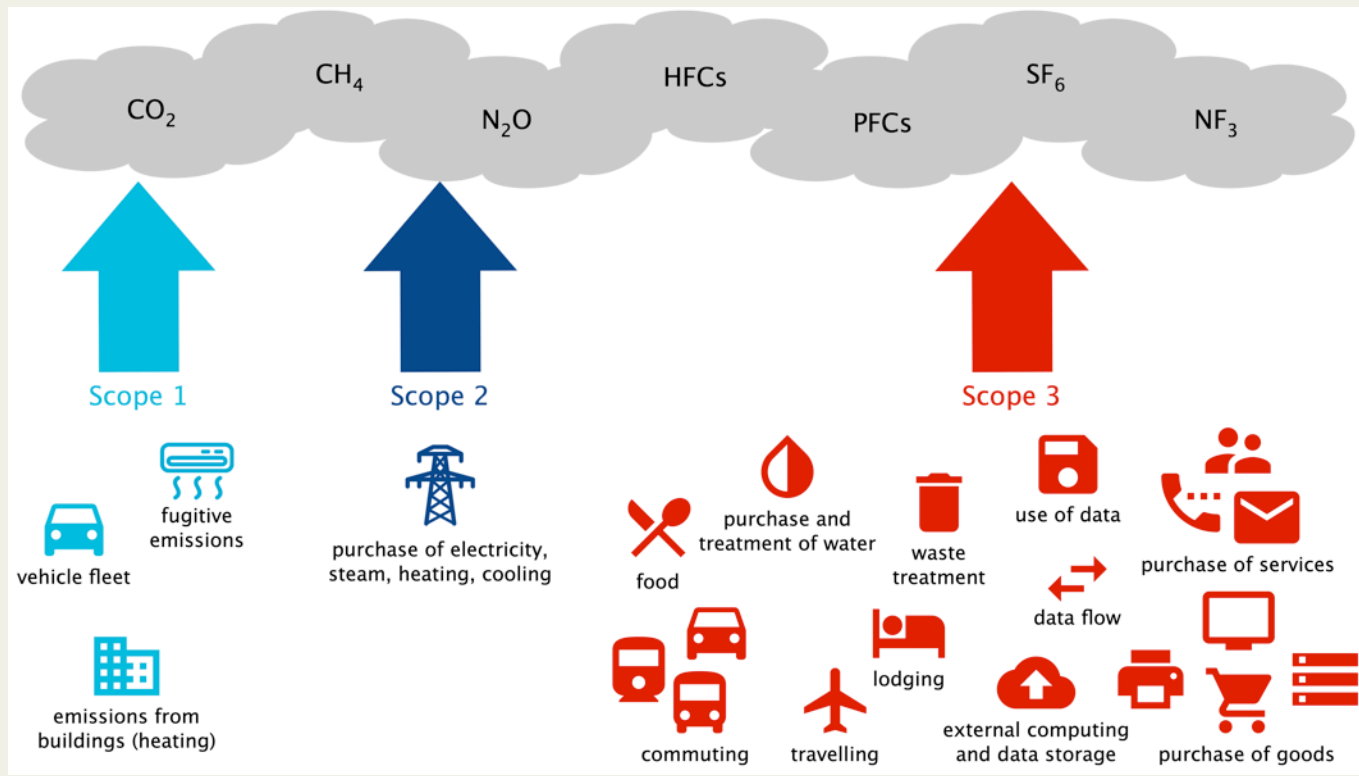 CO₂
CH₄
N₂O
HFCs
PFCs
SF₆
NF₃
Scope 1
Scope 2
Scope 3
fugitive
emissions
vehicle fleet
emissions from
buildings (heating)
purchase of electricity,
steam, heating, cooling
food
purchase and
treatment of water
waste
treatment
use of data
purchase of services
data flow
lodging
commuting
travelling
external computing
and data storage
purchase of goods